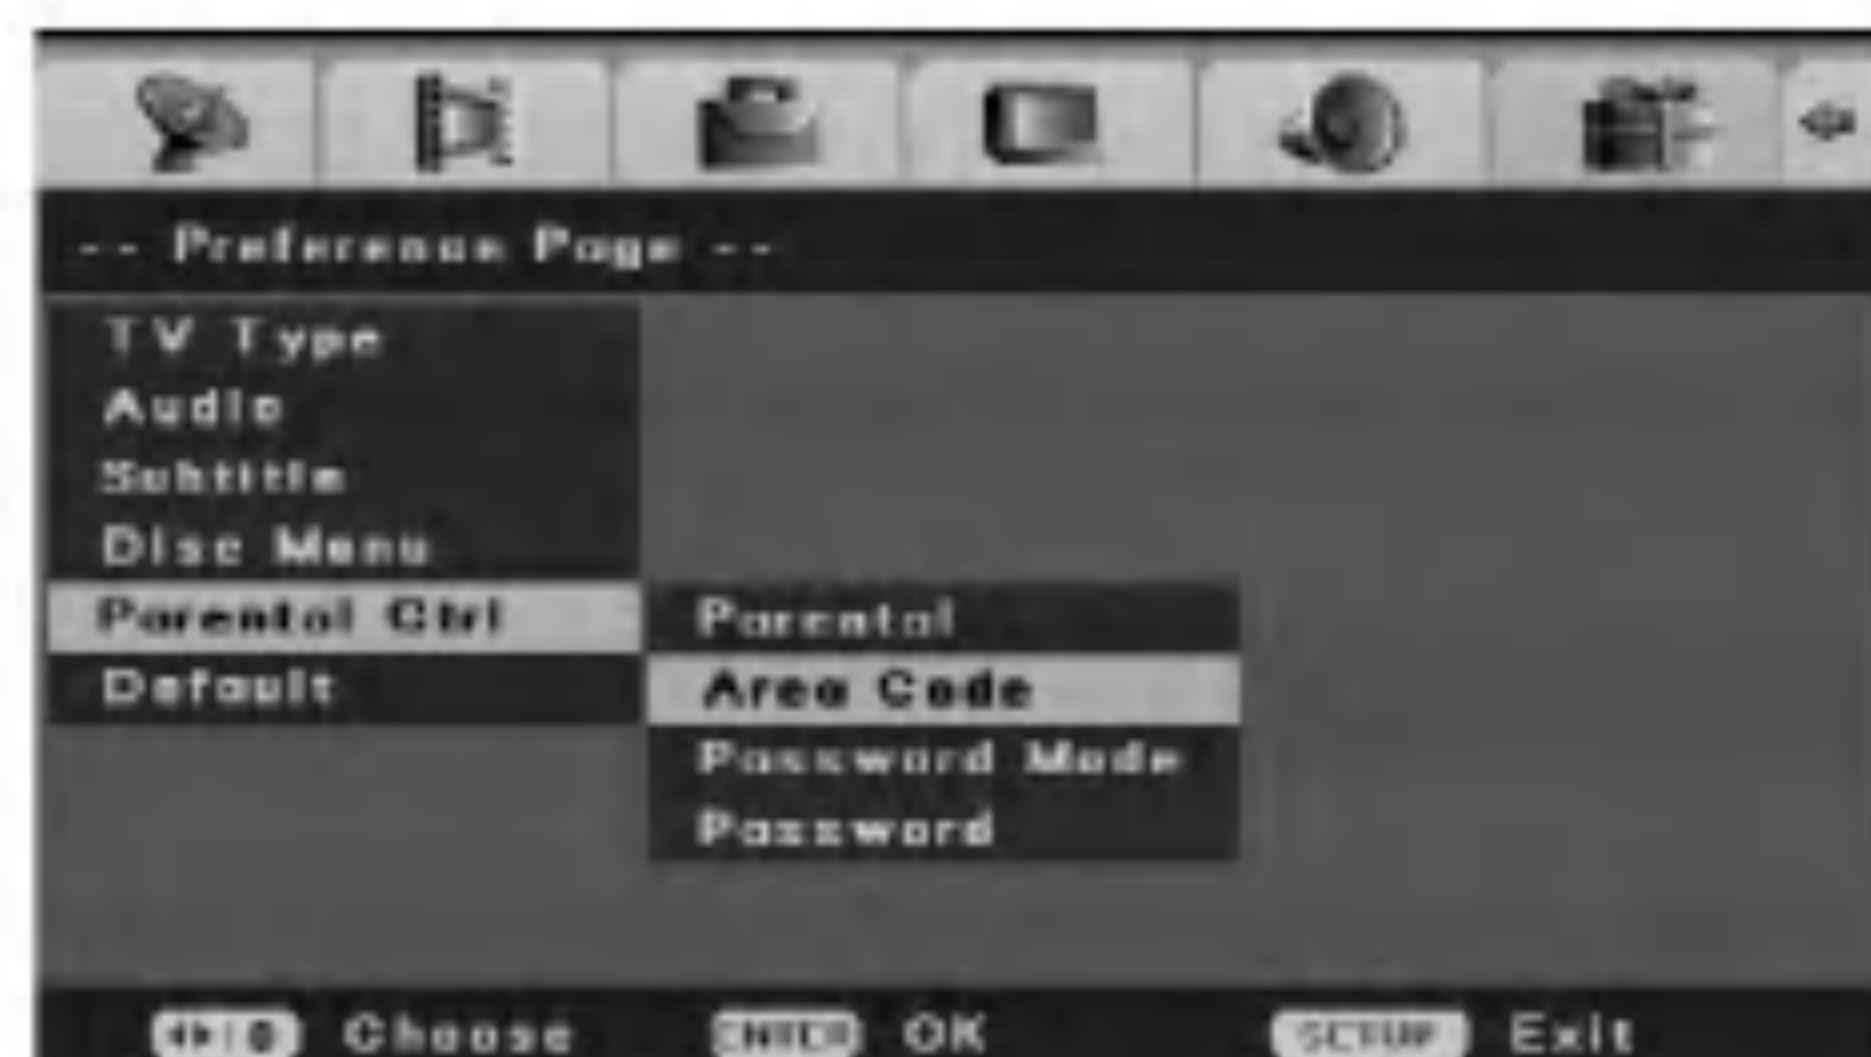 -- Preference Page --
TV Type
Audio
Subtitle
Disc Menu
Parental Ctrl
Parental
Default
Area Code
Password Mode
Password
Choose ENTER OK SETUP Exit